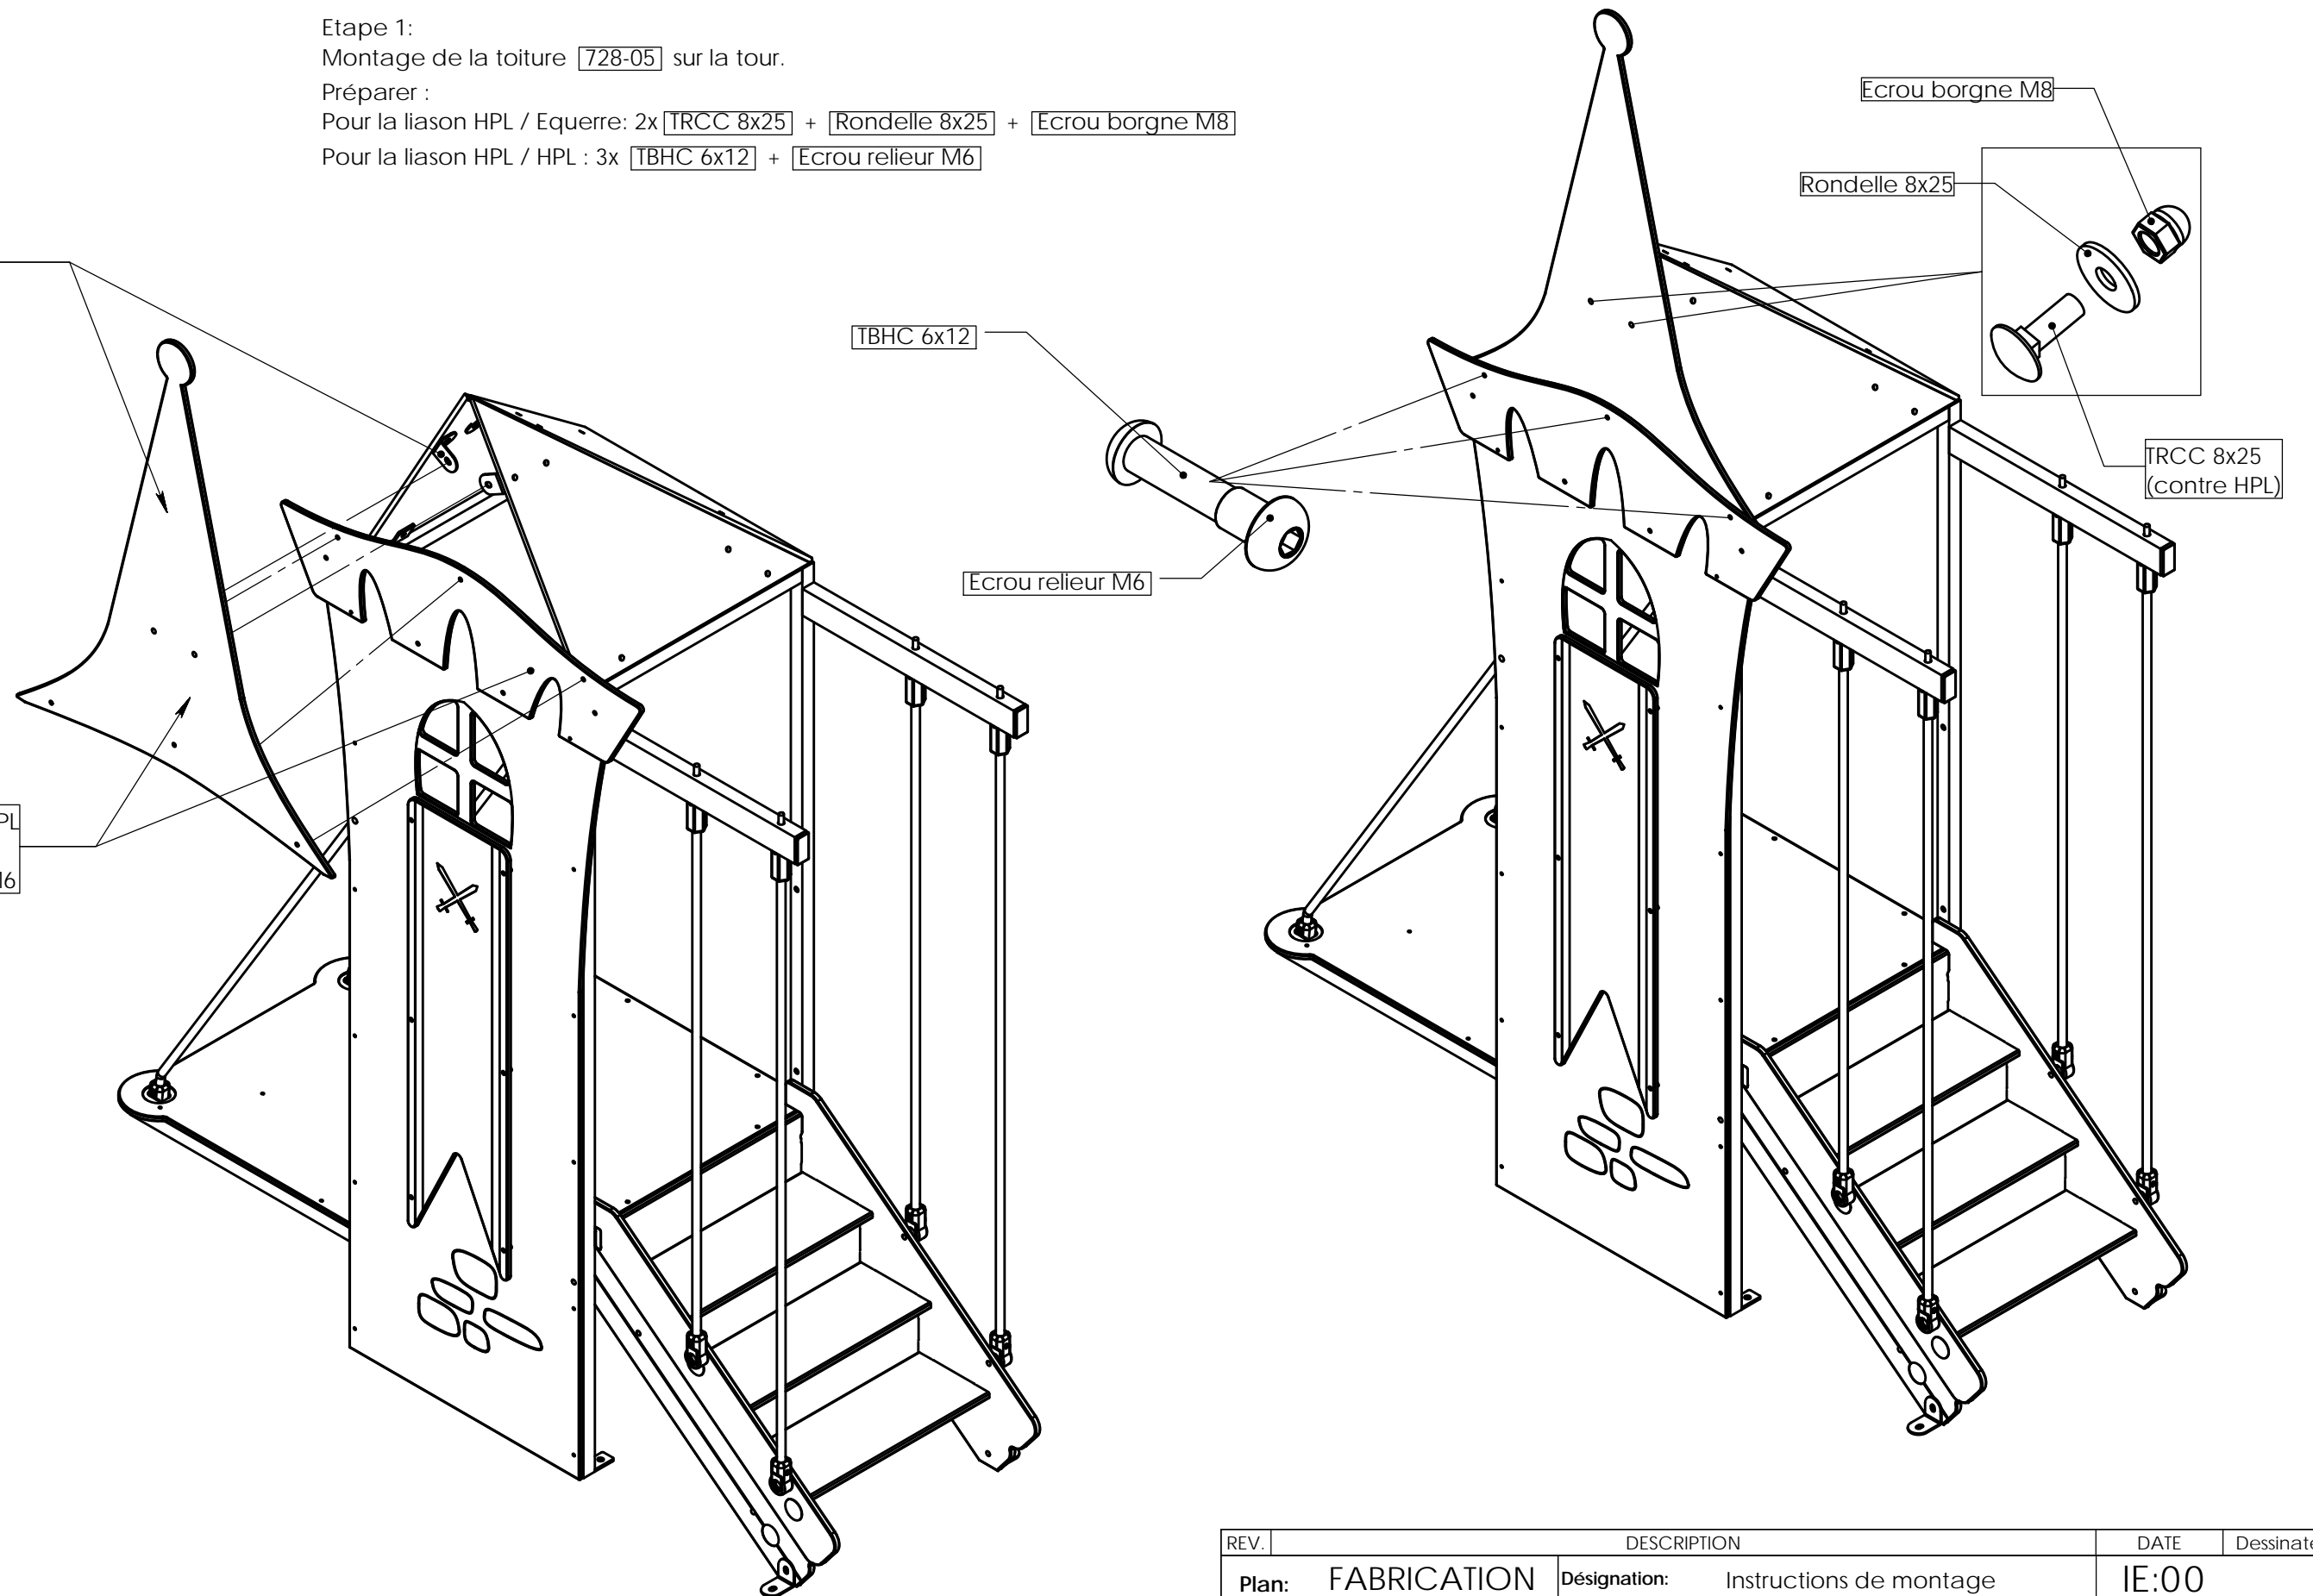 Etape 1:
Montage de la toiture 728-05 sur la tour.
Préparer :
Pour la liason HPL / Equerre: 2x TRCC 8x25 + Rondelle 8x25 + Ecrou borgne M8
Pour la liason HPL / HPL : 3x TBHC 6x12 + Ecrou relieur M6
Ecrou borgne M8
Rondelle 8x25
TBHC 6x12
TRCC 8x25
(contre HPL)
Ecrou relieur M6
REV. DESCRIPTION DATE Dessinate
Plan: FABRICATION Désignation: Instructions de montage IE:00